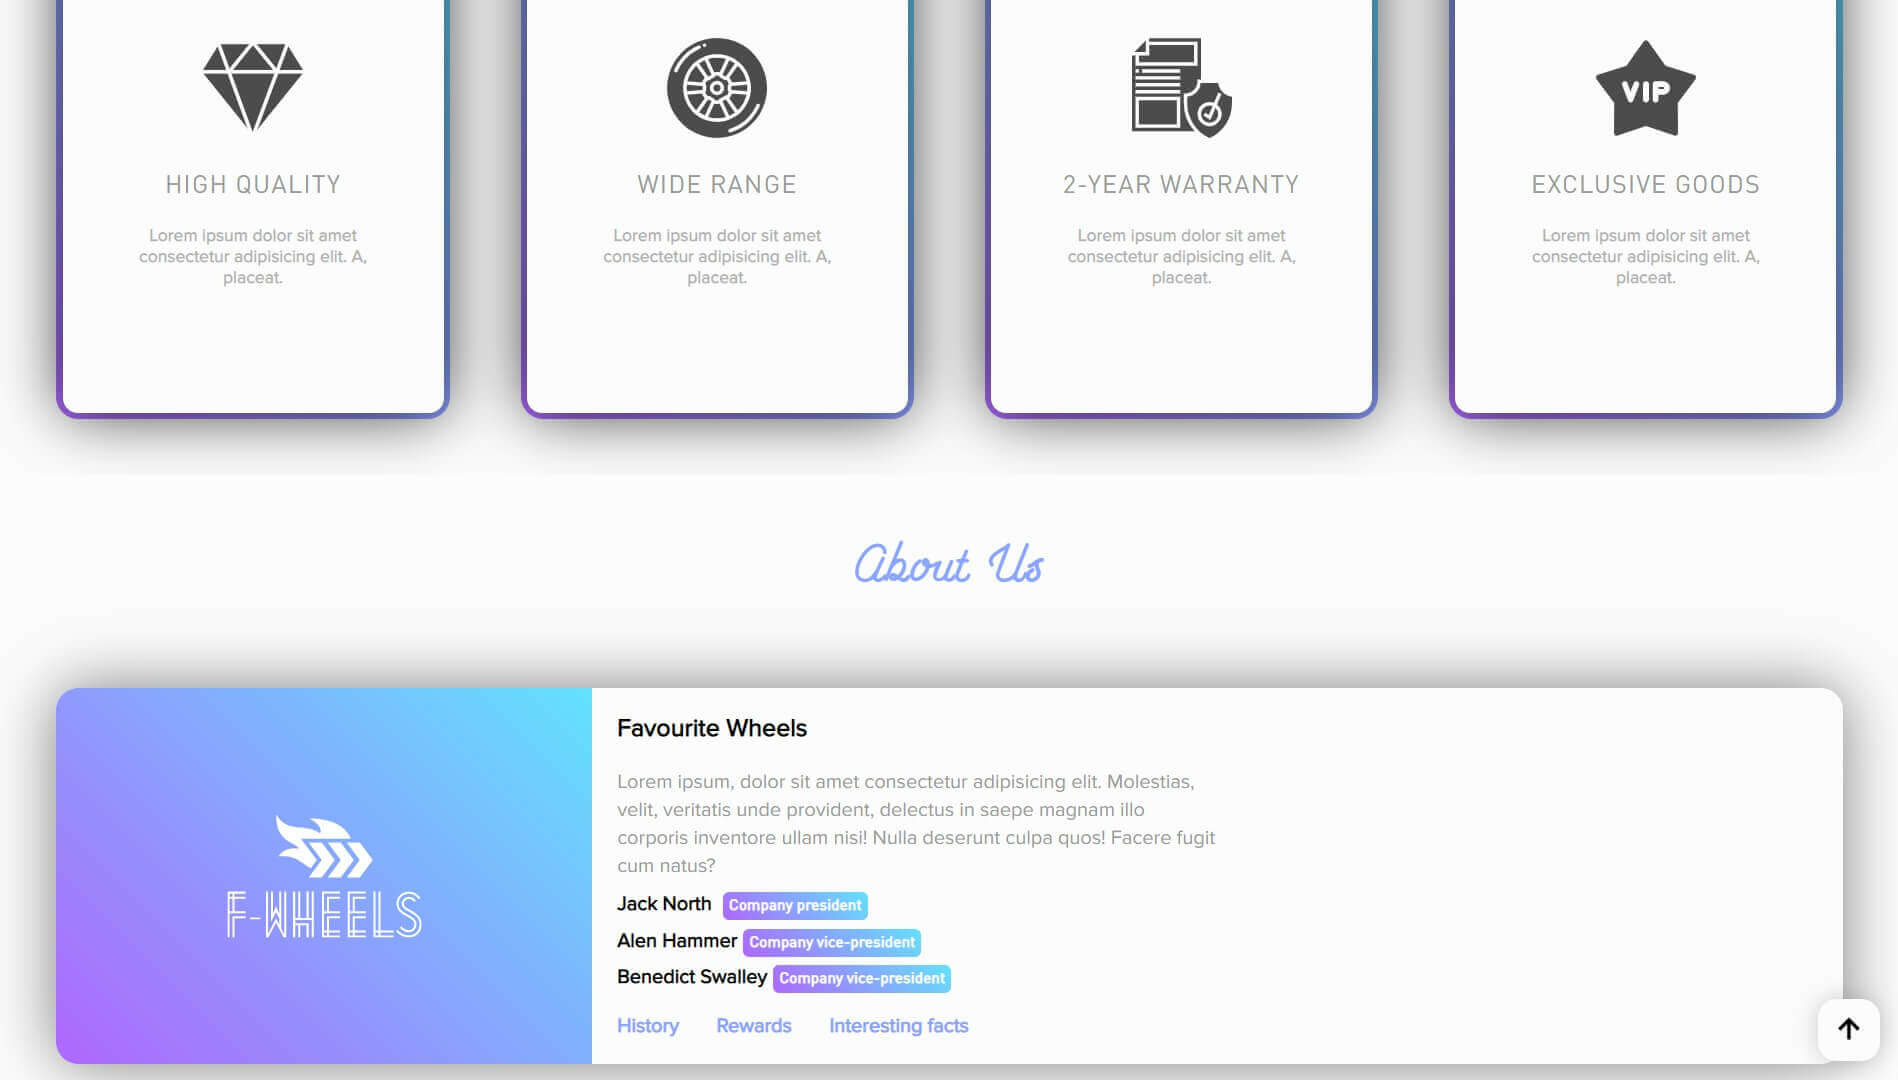 HIGH QUALITY
Lorem ipsum dolor sit amet
consectetur adipisicing elit. A,
placeat.
WIDE RANGE
Lorem ipsum dolor sit amet
consectetur adipisicing elit. A,
placeat.
2-YEAR WARRANTY
Lorem ipsum dolor sit amet
consectetur adipisicing elit. A,
placeat.
VIP
EXCLUSIVE GOODS
Lorem ipsum dolor sit amet
consectetur adipisicing elit. A,
placeat.
About Us
F-WHEELS
Favourite Wheels
Lorem ipsum, dolor sit amet consectetur adipisicing elit. Molestias,
velit, veritatis unde provident, delectus in saepe magnam illo
corporis inventore ullam nisi! Nulla deserunt culpa quos! Facere fugit
cum natus?
Jack North Company president
Alen Hammer Company vice-president
Benedict Swalley Company vice-president
History Rewards Interesting facts